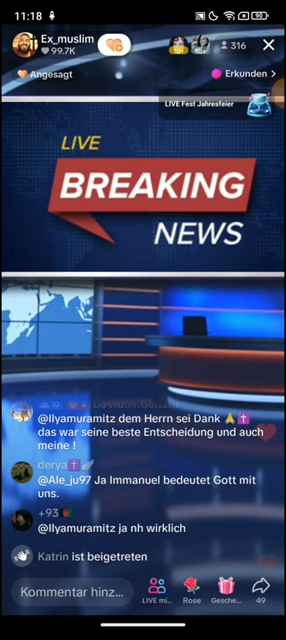 11:18
90
Ex_muslim
99.7K
316
Angesagt
Erkunden >
LIVE Fest Jahresfeier
LIVE
BREAKING
NEWS
@Ilyamuramitz dem Herrn sei Dank 🙏✝️
das war seine beste Entscheidung und auch
meine !
derya✝️🕊️
@Ale_ju97 Ja Immanuel bedeutet Gott mit
uns.
+93
@Ilyamuramitz ja nh wirklich
Katrin ist beigetreten
Kommentar hinz...
LIVE mi...
Rose
Gesche...
49